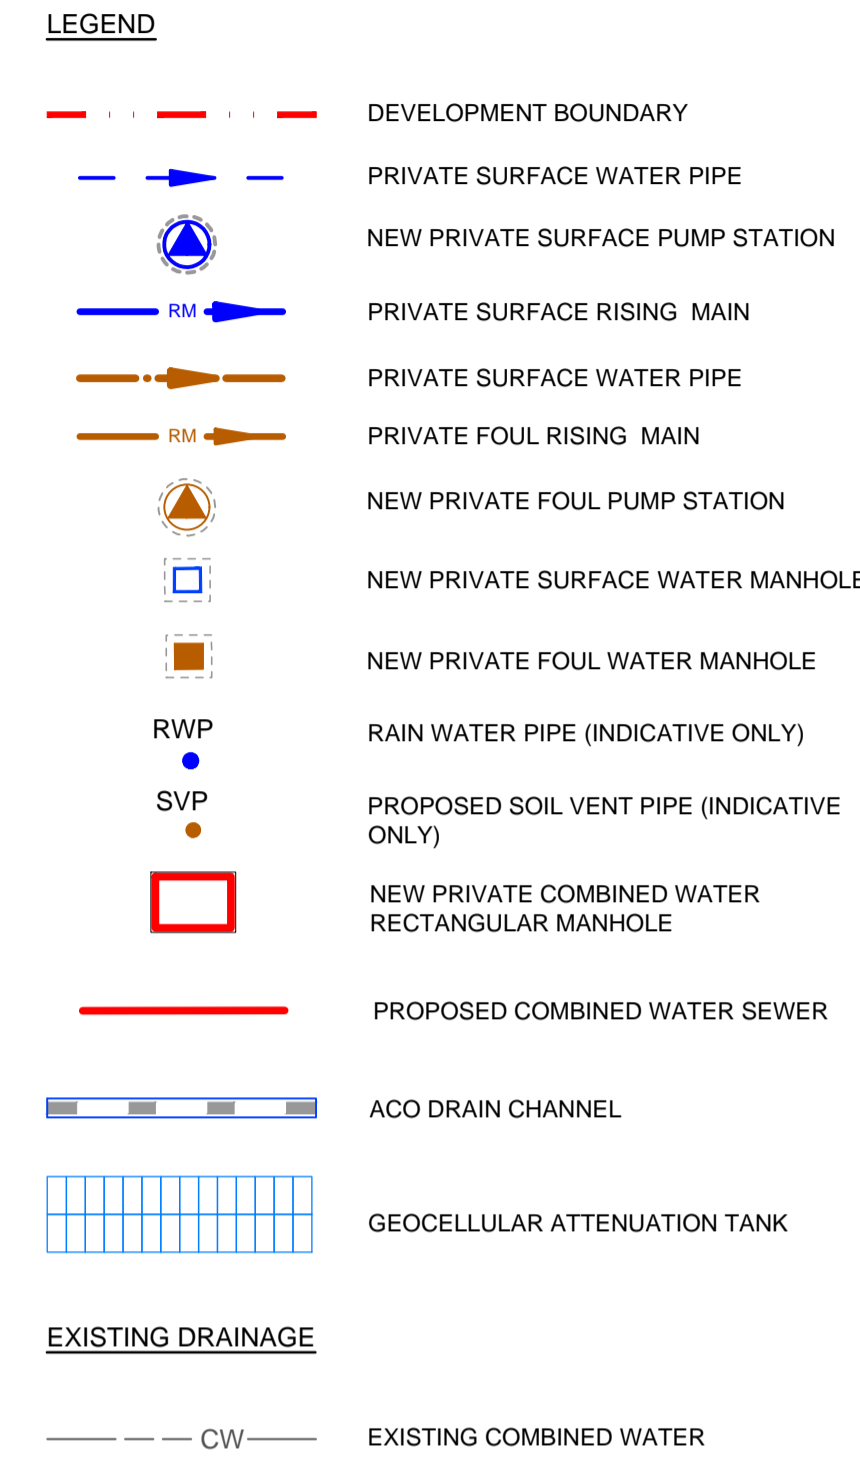 LEGEND
DEVELOPMENT BOUNDARY
PRIVATE SURFACE WATER PIPE
NEW PRIVATE SURFACE PUMP STATION
RM PRIVATE SURFACE RISING MAIN
PRIVATE SURFACE WATER PIPE
RM PRIVATE FOUL RISING MAIN
NEW PRIVATE FOUL PUMP STATION
NEW PRIVATE SURFACE WATER MANHOLE
NEW PRIVATE FOUL WATER MANHOLE
RWP RAIN WATER PIPE (INDICATIVE ONLY)
SVP PROPOSED SOIL VENT PIPE (INDICATIVE
ONLY)
NEW PRIVATE COMBINED WATER
RECTANGULAR MANHOLE
PROPOSED COMBINED WATER SEWER
ACO DRAIN CHANNEL
GEOCELLULAR ATTENUATION TANK
EXISTING DRAINAGE
CW EXISTING COMBINED WATER